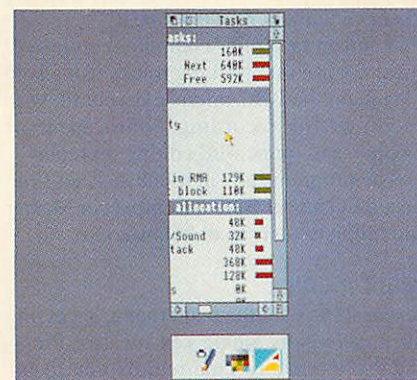 Tasks
asks:
160K
Next 640K
Free 592K
ty
in RMA 129K
block 110K
allocation:
48K
/Sound 32K
tack 48K
368K
128K
s 0K
0K